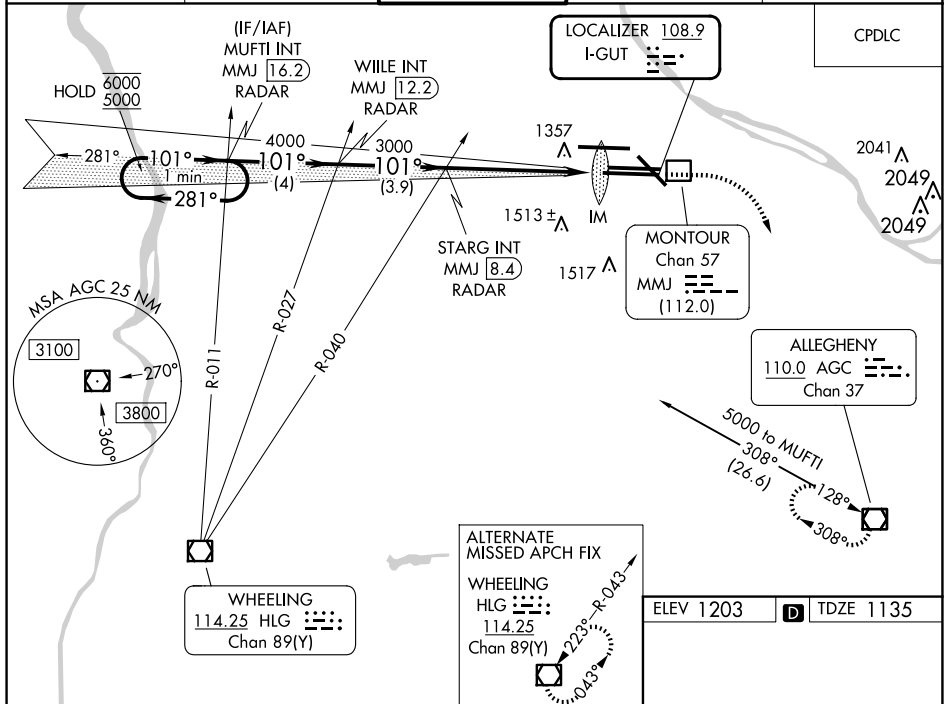 (IF/IAF)
MUFTI INT
MMJ 16.2
RADAR
HOLD 6000
5000
WIILE INT
MMJ 12.2
RADAR
LOCALIZER 108.9
I-GUT
CPDLC
4000
3000
281°
101°
101°
101°
1 min
(4)
(3.9)
281°
1357
IM
1513 ±
1517
2041
2049
2049
STARG INT
MMJ 8.4
RADAR
MONTOUR
Chan 57
MMJ
(112.0)
MSA AGC 25 NM
3100
270°
3800
360°
R-011
R-027
R-040
ALLEGHENY
110.0 AGC
Chan 37
5000 to MUFTI
308°
(26.6)
128°
308°
WHEELING
114.25 HLG
Chan 89(Y)
ALTERNATE
MISSED APCH FIX
WHEELING
HLG
114.25
Chan 89(Y)
R-043
223°
043°
ELEV 1203
D
TDZE 1135